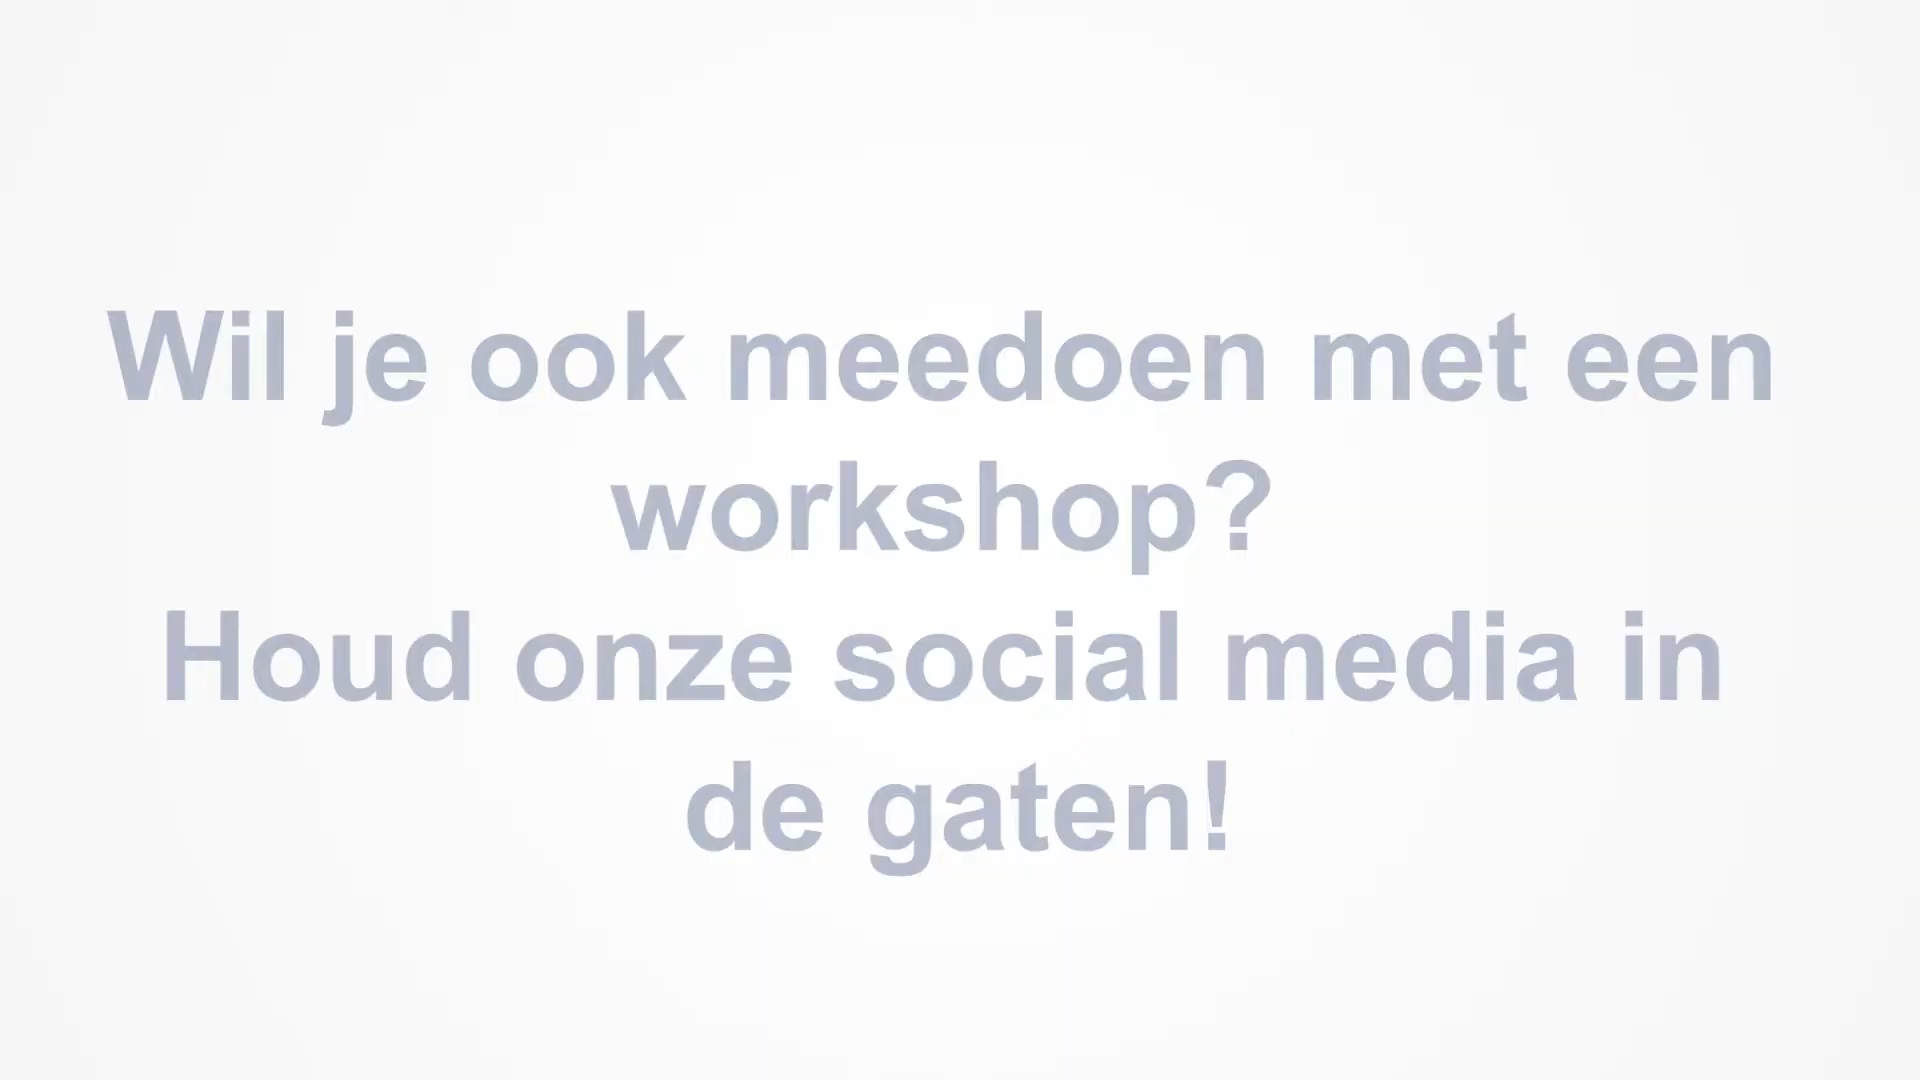 Wil je ook meedoen met een
workshop?
Houd onze social media in
de gaten!